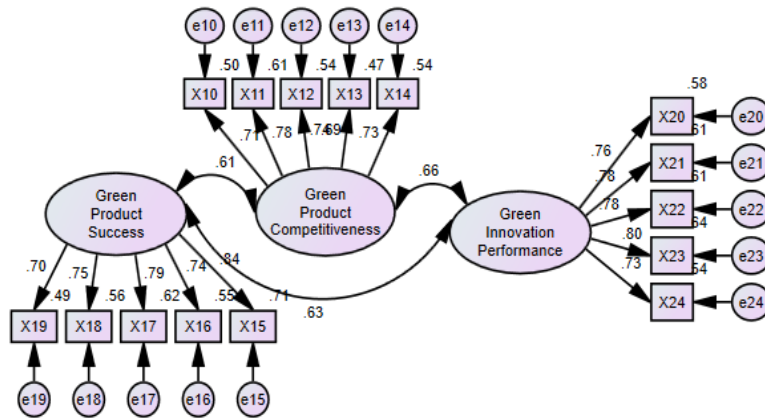 e10 e11 e12 e13 e14
.50 .61 .54 .47 .54
X10 X11 X12 X13 X14
.71 .78 .74 .69 .73
.58
X20 e20
.61
.76
X21 e21
.61
.78
X22 e22
.64
.78
X23 e23
.54
.80
X24 e24
.73
.61
.66
Green
Product
Success
Green
Product
Competitiveness
Green
Innovation
Performance
.70 .75 .79 .74 .84
.49 .56 .62 .55 .71
.63
X19 X18 X17 X16 X15
e19 e18 e17 e16 e15